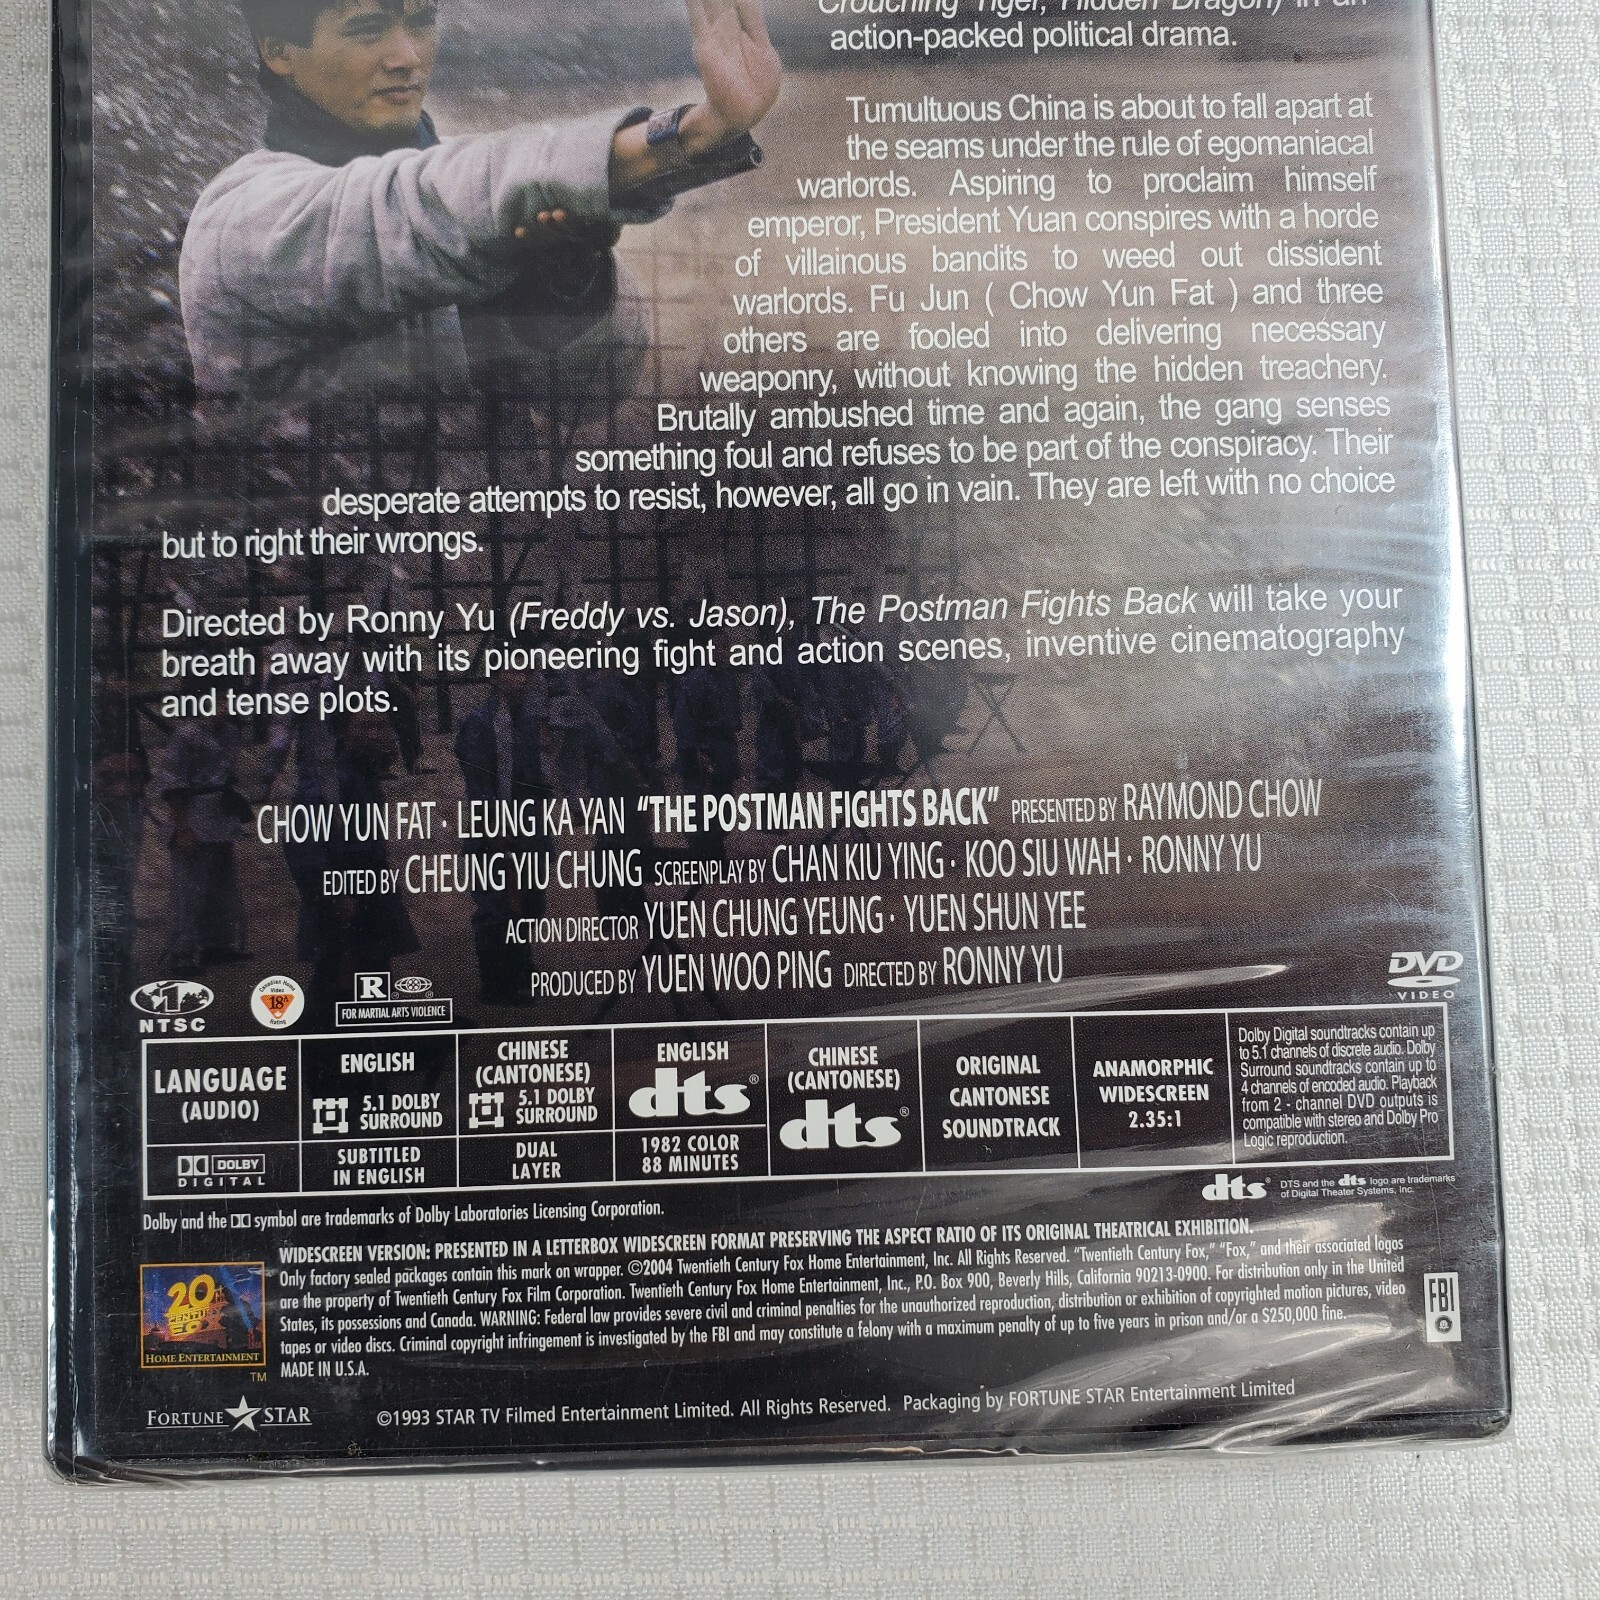 Crouching Tiger, Hidden Dragon) in an
action-packed political drama.
Tumultuous China is about to fall apart at
the seams under the rule of egomaniacal
warlords. Aspiring to proclaim himself
emperor, President Yuan conspires with a horde
of villainous bandits to weed out dissident
warlords. Fu Jun ( Chow Yun Fat ) and three
others are fooled into delivering necessary
weaponry, without knowing the hidden treachery.
Brutally ambushed time and again, the gang senses
something foul and refuses to be part of the conspiracy. Their
desperate attempts to resist, however, all go in vain. They are left with no choice
but to right their wrongs.
Directed by Ronny Yu (Freddy vs. Jason), The Postman Fights Back will take your
breath away with its pioneering fight and action scenes, inventive cinematography
and tense plots.
CHOW YUN FAT · LEUNG KA YAN "THE POSTMAN FIGHTS BACK" PRESENTED BY RAYMOND CHOW
EDITED BY CHEUNG YIU CHUNG SCREENPLAY BY CHAN KIU YING · KOO SIU WAH · RONNY YU
ACTION DIRECTOR YUEN CHUNG YEUNG · YUEN SHUN YEE
PRODUCED BY YUEN WOO PING DIRECTED BY RONNY YU
1
NTSC
Canadian Home
Video
18A
Rating
R
FOR MARTIAL ARTS VIOLENCE
DVD
VIDEO
LANGUAGE
(AUDIO)
DOLBY
DIGITAL
ENGLISH
5.1 DOLBY
SURROUND
SUBTITLED
IN ENGLISH
CHINESE
(CANTONESE)
5.1 DOLBY
SURROUND
DUAL
LAYER
ENGLISH
dts®
1982 COLOR
88 MINUTES
CHINESE
(CANTONESE)
dts®
ORIGINAL
CANTONESE
SOUNDTRACK
ANAMORPHIC
WIDESCREEN
2.35:1
Dolby Digital soundtracks contain up
to 5.1 channels of discrete audio. Dolby
Surround soundtracks contain up to
4 channels of encoded audio. Playback
from 2 - channel DVD outputs is
compatible with stereo and Dolby Pro
Logic reproduction.
dts® DTS and the dts logo are trademarks
of Digital Theater Systems, Inc.
Dolby and the symbol are trademarks of Dolby Laboratories Licensing Corporation.
WIDESCREEN VERSION: PRESENTED IN A LETTERBOX WIDESCREEN FORMAT PRESERVING THE ASPECT RATIO OF ITS ORIGINAL THEATRICAL EXHIBITION.
Only factory sealed packages contain this mark on wrapper. ©2004 Twentieth Century Fox Home Entertainment, Inc. All Rights Reserved. "Twentieth Century Fox," "Fox," and their associated logos
are the property of Twentieth Century Fox Film Corporation. Twentieth Century Fox Home Entertainment, Inc., P.O. Box 900, Beverly Hills, California 90213-0900. For distribution only in the United
States, its possessions and Canada. WARNING: Federal law provides severe civil and criminal penalties for the unauthorized reproduction, distribution or exhibition of copyrighted motion pictures, video
tapes or video discs. Criminal copyright infringement is investigated by the FBI and may constitute a felony with a maximum penalty of up to five years in prison and/or a $250,000 fine.
MADE IN U.S.A.
20
CENTURY
FOX
HOME ENTERTAINMENT
TM
FBI
FORTUNE STAR
©1993 STAR TV Filmed Entertainment Limited. All Rights Reserved. Packaging by FORTUNE STAR Entertainment Limited